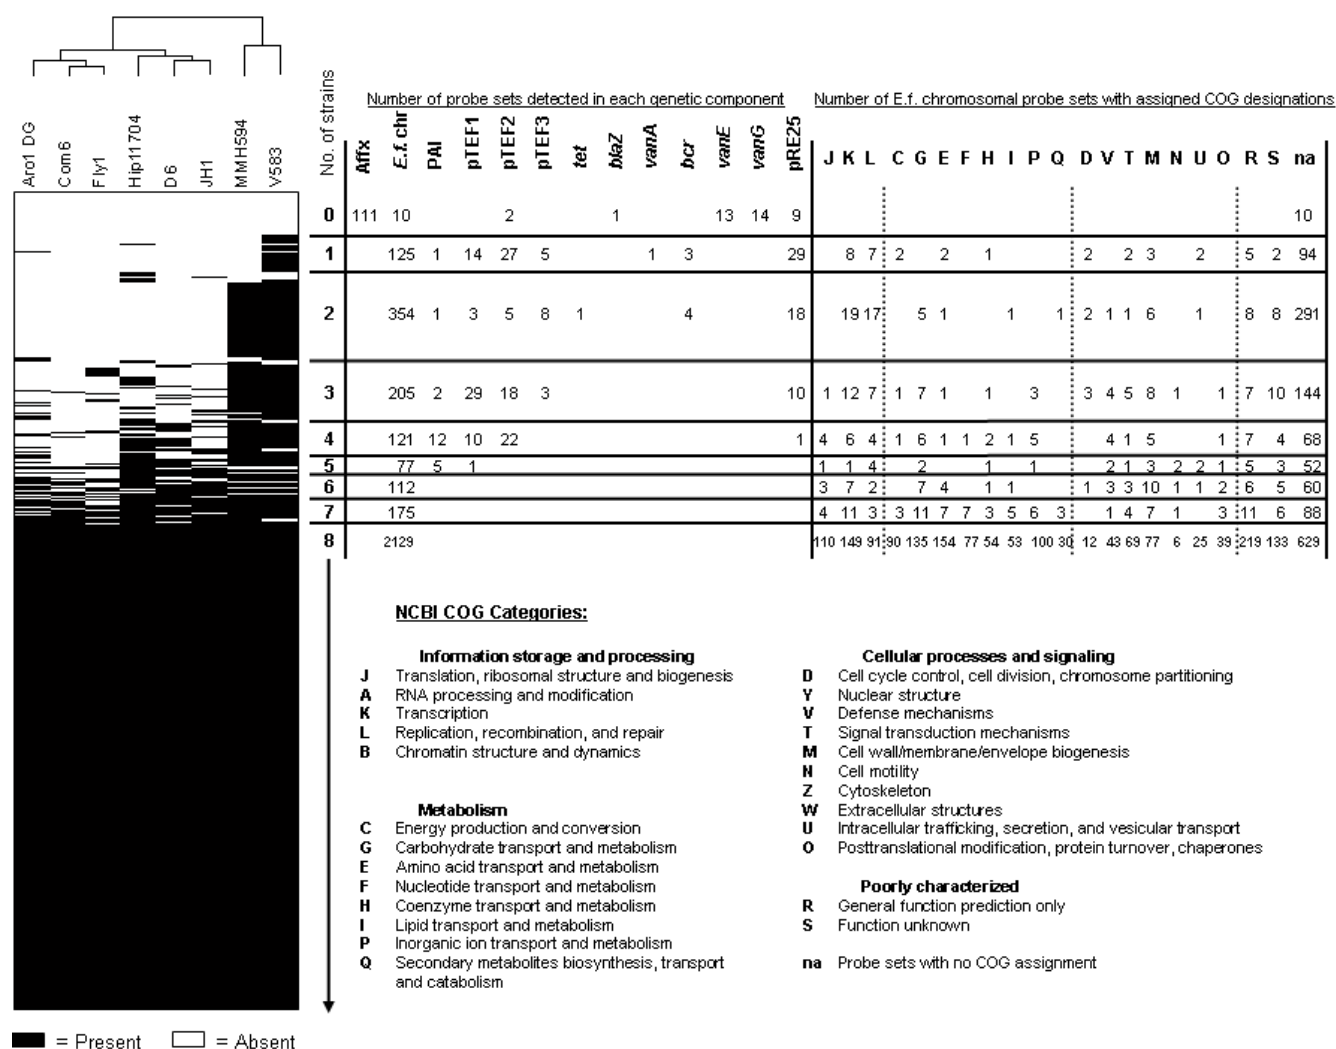 Aro1 DG
Com6
Fly1
Hip11704
D6
JH1
MMH594
V583
No. of strains
Number of probe sets detected in each genetic component
Number of E.f. chromosomal probe sets with assigned COG designations
Affx E.f. chr PAI pTEF1 pTEF2 pTEF3 tet blaZ vanA bcr vanE vanG pRE25 J K L C G E F H I P Q D V T M N U O R S na
0 111 10 2 1 13 14 9 10
1 125 1 14 27 5 1 3 29 8 7 2 2 1 2 2 3 2 5 2 94
2 354 1 3 5 8 1 4 18 19 17 5 1 1 1 2 1 1 6 1 8 8 291
3 205 2 29 18 3 10 1 12 7 1 7 1 1 3 3 4 5 8 1 1 7 10 144
4 121 12 10 22 1 4 6 4 1 6 1 1 2 1 5 4 1 5 1 7 4 68
5 77 5 1 1 1 4 2 1 1 2 1 3 2 2 1 5 3 52
6 112 3 7 2 7 4 1 1 1 3 3 10 1 1 2 6 5 60
7 175 4 11 3 3 11 7 7 3 5 6 3 1 4 7 1 3 11 6 88
8 2129 110 149 91 90 135 154 77 54 53 100 30 12 43 69 77 6 25 39 219 133 629
NCBI COG Categories:
Information storage and processing
J Translation, ribosomal structure and biogenesis
A RNA processing and modification
K Transcription
L Replication, recombination, and repair
B Chromatin structure and dynamics
Metabolism
C Energy production and conversion
G Carbohydrate transport and metabolism
E Amino acid transport and metabolism
F Nucleotide transport and metabolism
H Coenzyme transport and metabolism
I Lipid transport and metabolism
P Inorganic ion transport and metabolism
Q Secondary metabolites biosynthesis, transport
and catabolism
Cellular processes and signaling
D Cell cycle control, cell division, chromosome partitioning
Y Nuclear structure
V Defense mechanisms
T Signal transduction mechanisms
M Cell wall/membrane/envelope biogenesis
N Cell motility
Z Cytoskeleton
W Extracellular structures
U Intracellular trafficking, secretion, and vesicular transport
O Posttranslational modification, protein turnover, chaperones
Poorly characterized
R General function prediction only
S Function unknown
na Probe sets with no COG assignment
= Present = Absent